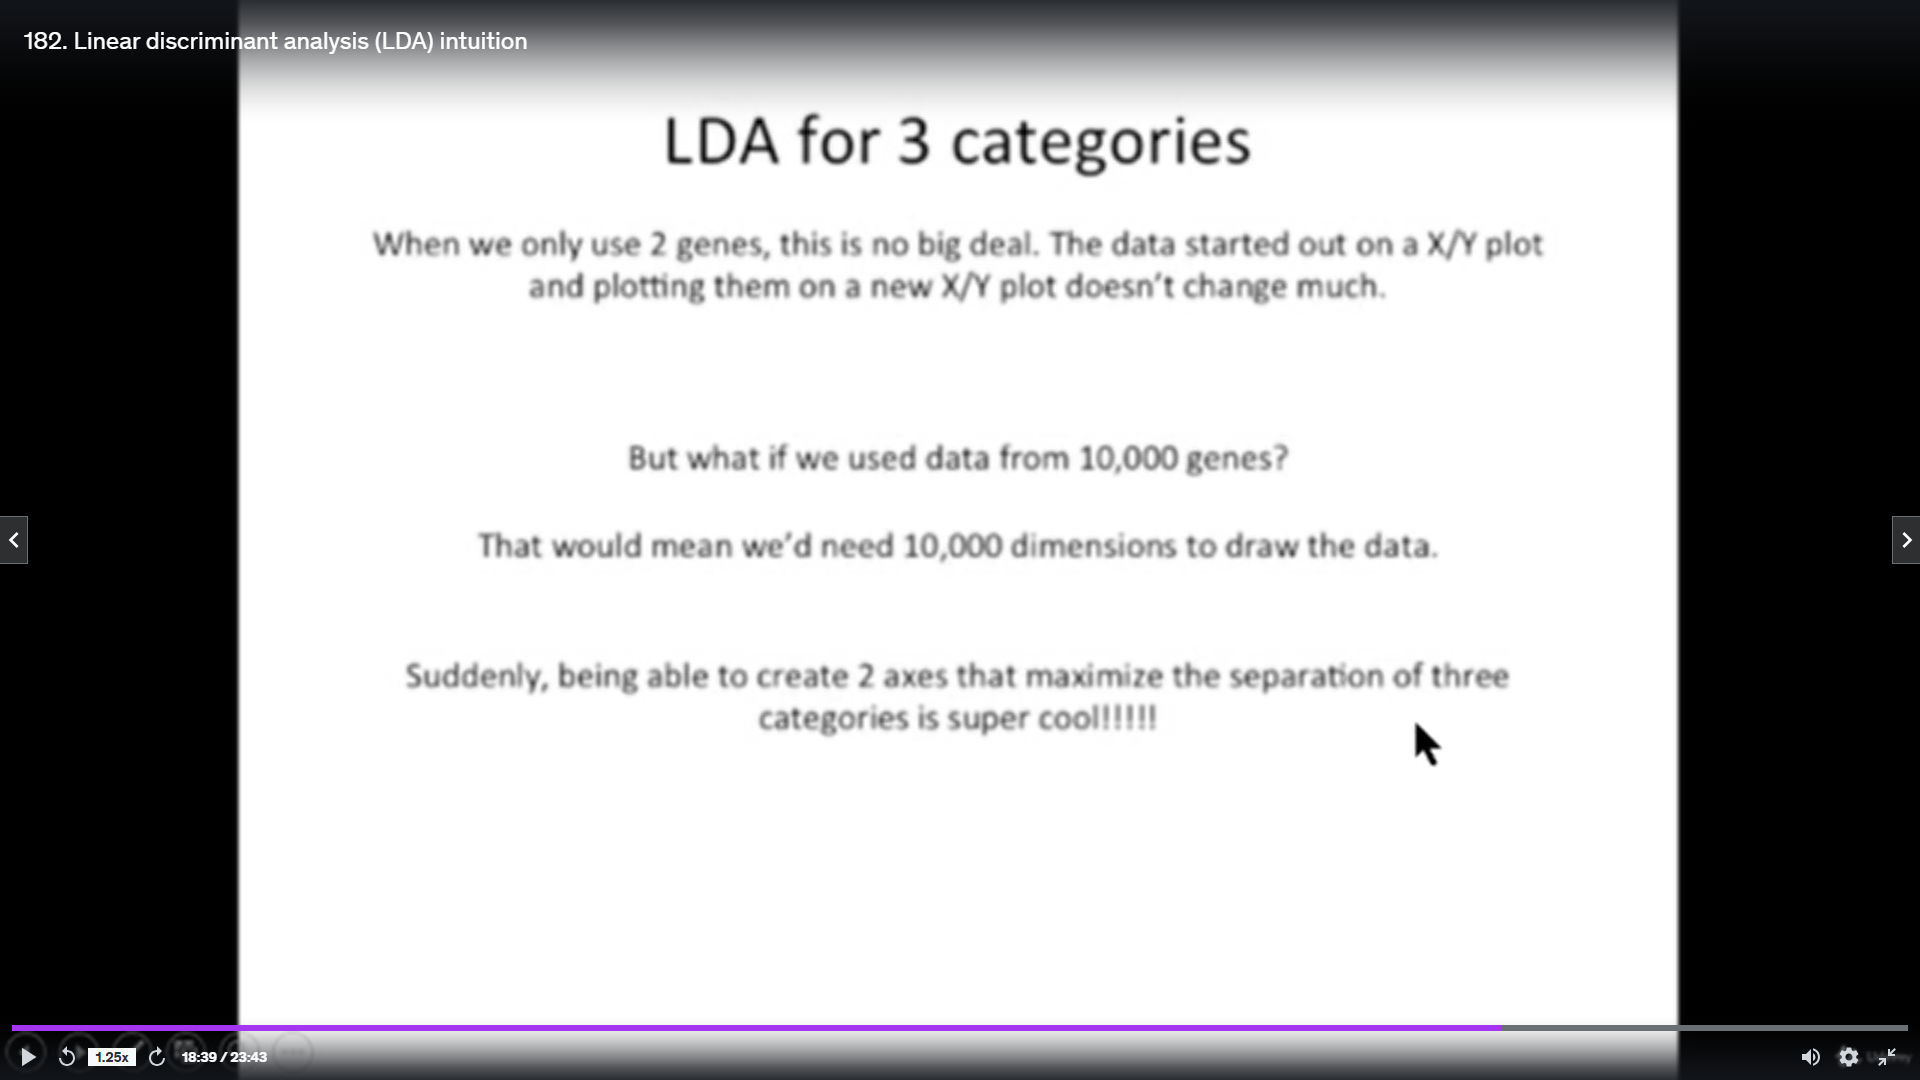 182. Linear discriminant analysis (LDA) intuition
LDA for 3 categories
When we only use 2 genes, this is no big deal. The data started out on a X/Y plot
and plotting them on a new X/Y plot doesn’t change much.
But what if we used data from 10,000 genes?
That would mean we’d need 10,000 dimensions to draw the data.
Suddenly, being able to create 2 axes that maximize the separation of three
categories is super cool!!!!!
1.25x
18:39 / 23:43